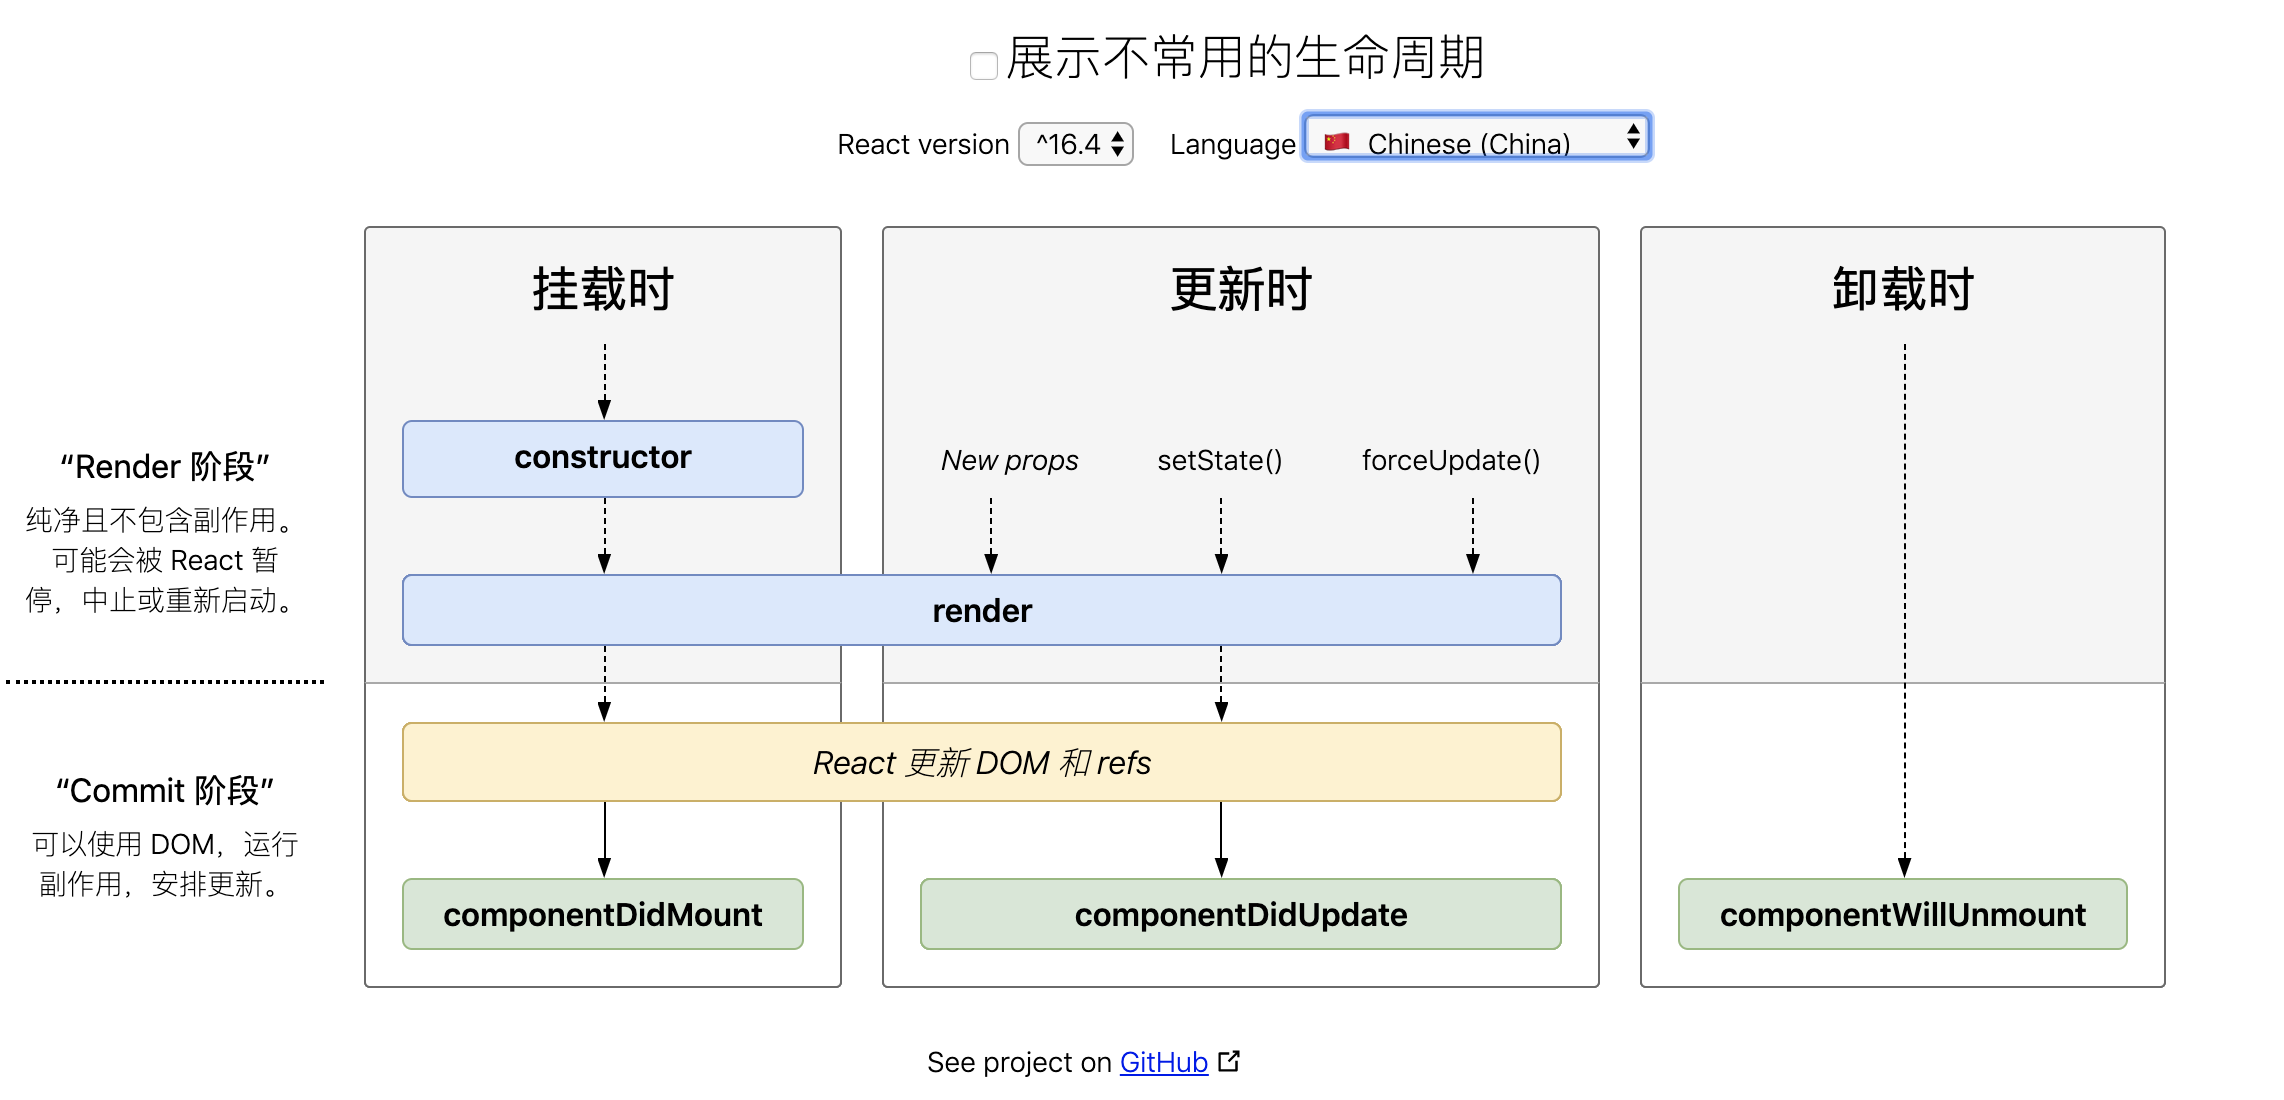 展示不常用的生命周期
React version ^16.4 Language 🇨🇳 Chinese (China)
挂载时
更新时
卸载时
“Render 阶段”
纯净且不包含副作用。
可能会被 React 暂
停，中止或重新启动。
constructor
New props
setState()
forceUpdate()
render
“Commit 阶段”
可以使用 DOM，运行
副作用，安排更新。
React 更新 DOM 和 refs
componentDidMount
componentDidUpdate
componentWillUnmount
See project on GitHub